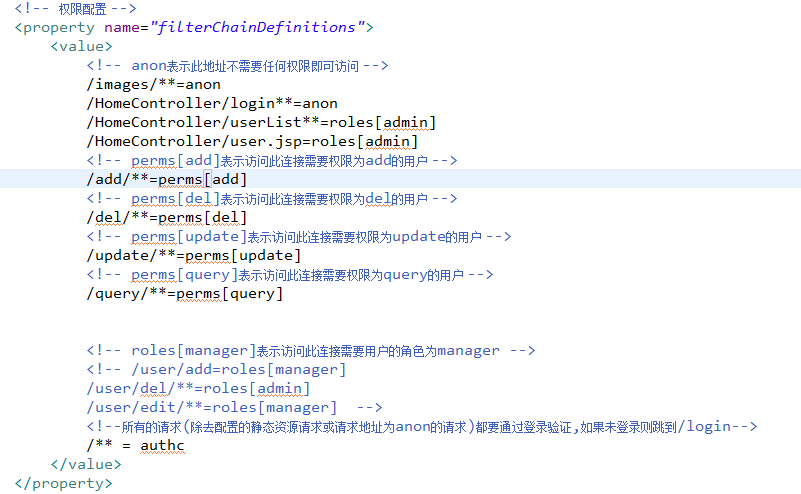 <!-- 权限配置 -->
<property name="filterChainDefinitions">
<value>
<!-- anon表示此地址不需要任何权限即可访问 -->
/images/**=anon
/HomeController/login**=anon
/HomeController/userList**=roles[admin]
/HomeController/user.jsp=roles[admin]
<!-- perms[add]表示访问此连接需要权限为add的用户 -->
/add/**=perms[add]
<!-- perms[del]表示访问此连接需要权限为del的用户 -->
/del/**=perms[del]
<!-- perms[update]表示访问此连接需要权限为update的用户 -->
/update/**=perms[update]
<!-- perms[query]表示访问此连接需要权限为query的用户 -->
/query/**=perms[query]
<!-- roles[manager]表示访问此连接需要用户的角色为manager -->
<!-- /user/add=roles[manager]
/user/del/**=roles[admin]
/user/edit/**=roles[manager]  -->
<!--所有的请求(除去配置的静态资源请求或请求地址为anon的请求)都要通过登录验证,如果未登录则跳到/login-->
/** = authc
</value>
</property>